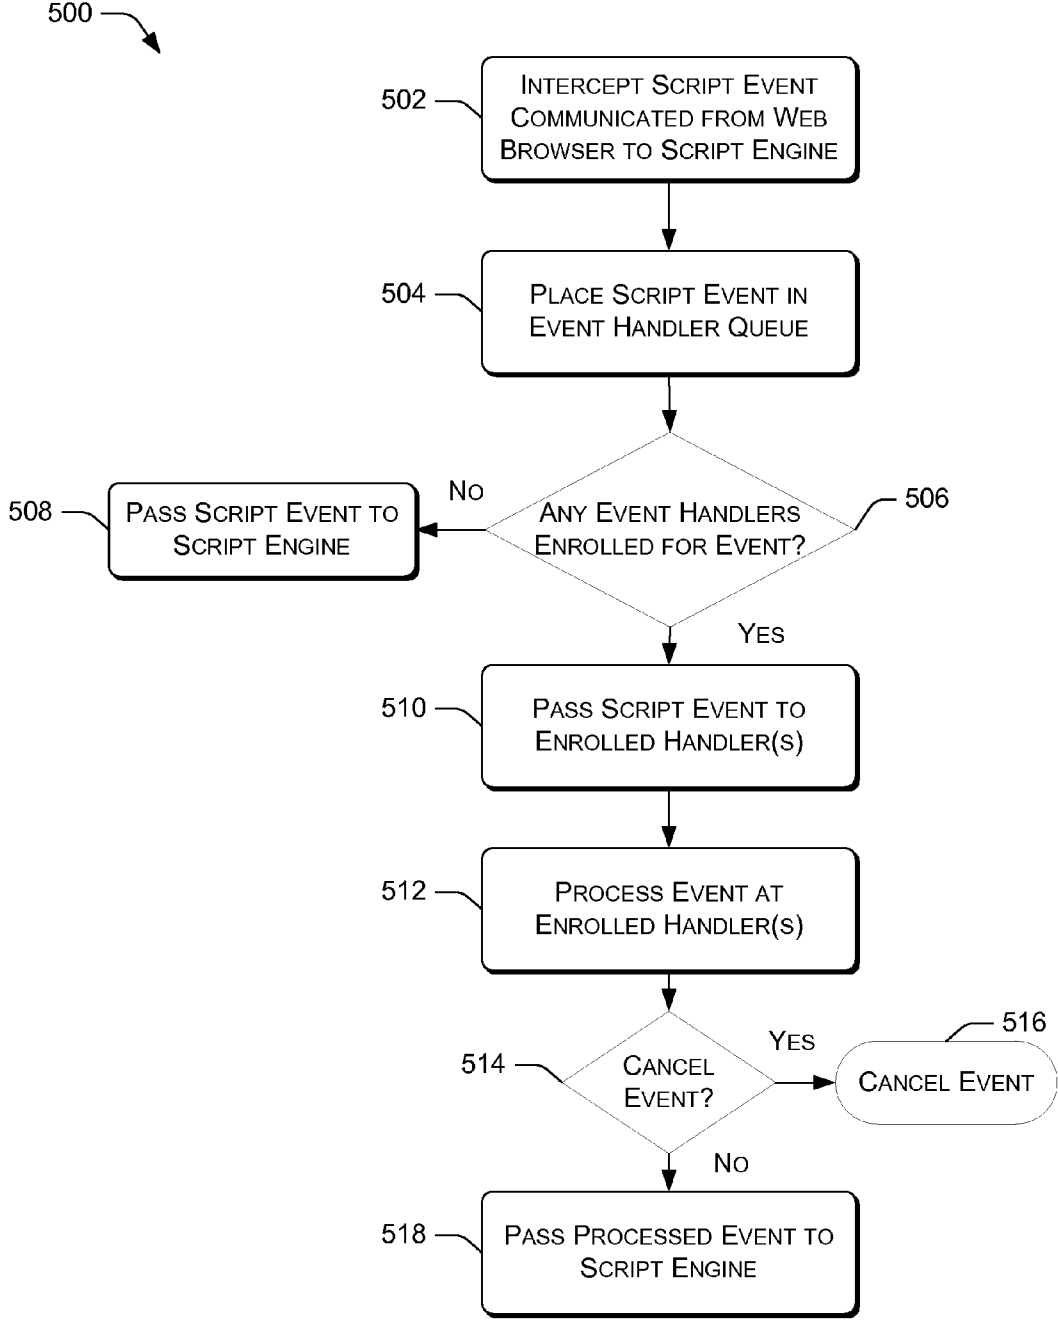 500
502
INTERCEPT SCRIPT EVENT
COMMUNICATED FROM WEB
BROWSER TO SCRIPT ENGINE
504
PLACE SCRIPT EVENT IN
EVENT HANDLER QUEUE
506
ANY EVENT HANDLERS
ENROLLED FOR EVENT?
NO
508
PASS SCRIPT EVENT TO
SCRIPT ENGINE
YES
510
PASS SCRIPT EVENT TO
ENROLLED HANDLER(S)
512
PROCESS EVENT AT
ENROLLED HANDLER(S)
514
CANCEL
EVENT?
YES
516
CANCEL EVENT
NO
518
PASS PROCESSED EVENT TO
SCRIPT ENGINE